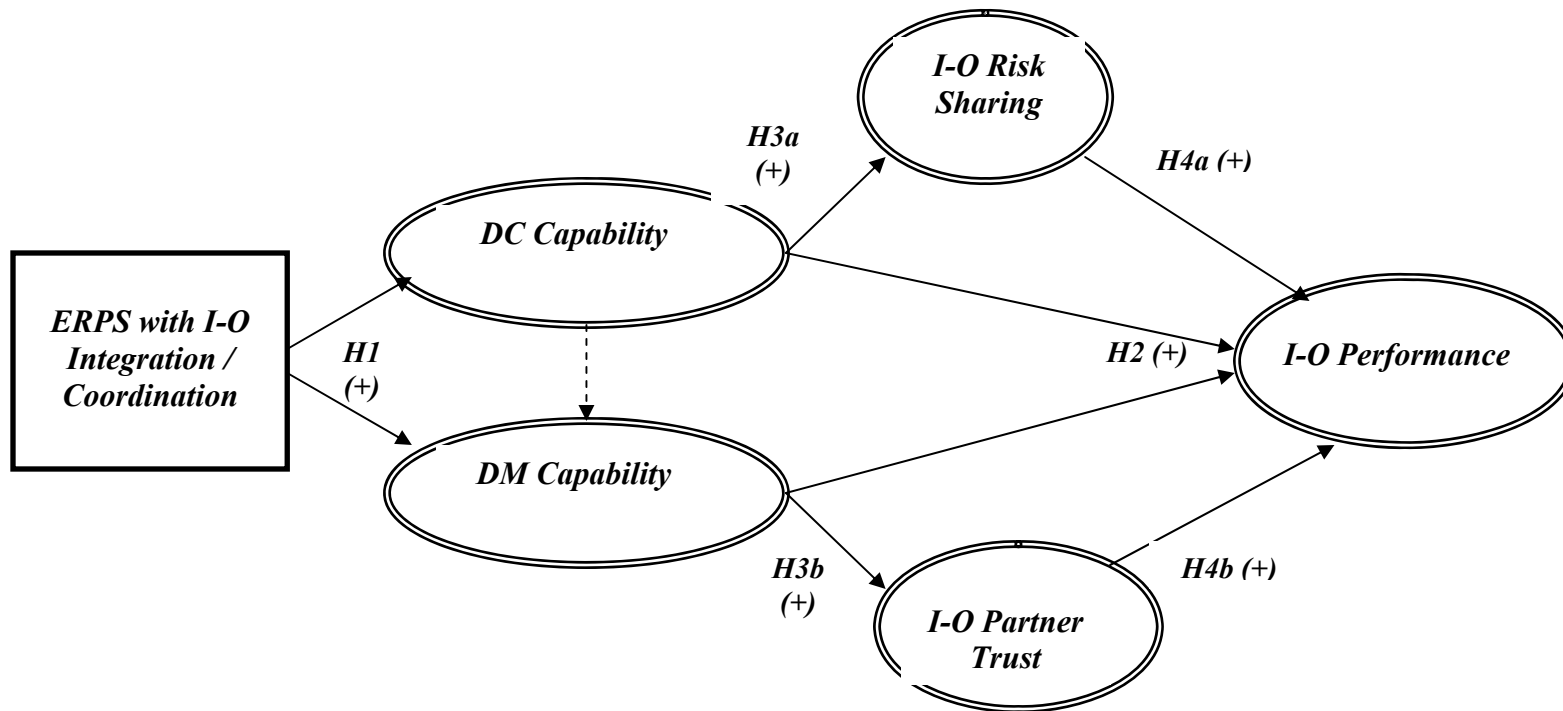 I-O Risk
Sharing
H3a
(+)
H4a (+)
DC Capability
ERPS with I-O
Integration /
Coordination
H1
(+)
H2 (+)
I-O Performance
DM Capability
H3b
(+)
H4b (+)
I-O Partner
Trust